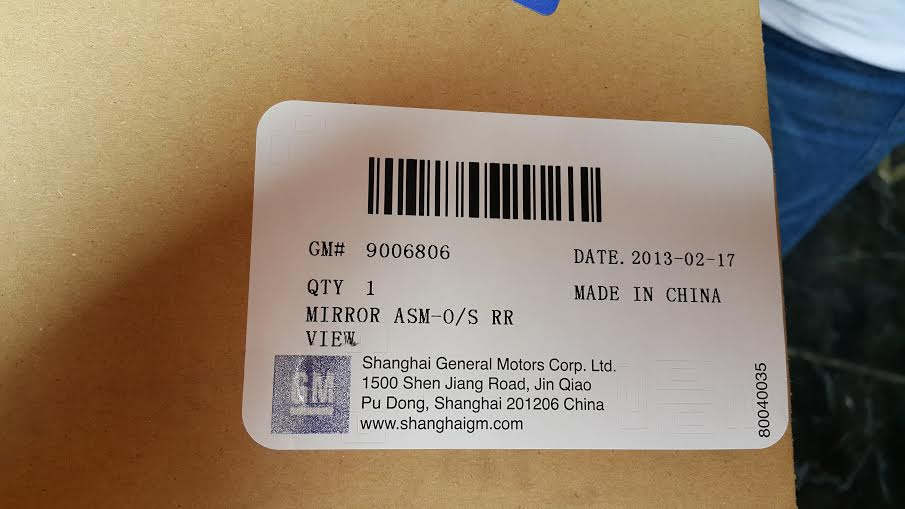 GM# 9006806
DATE. 2013-02-17
QTY 1
MADE IN CHINA
MIRROR ASM-O/S RR
VIEW
GM
Shanghai General Motors Corp. Ltd.
1500 Shen Jiang Road, Jin Qiao
Pu Dong, Shanghai 201206 China
www.shanghaigm.com
80040035